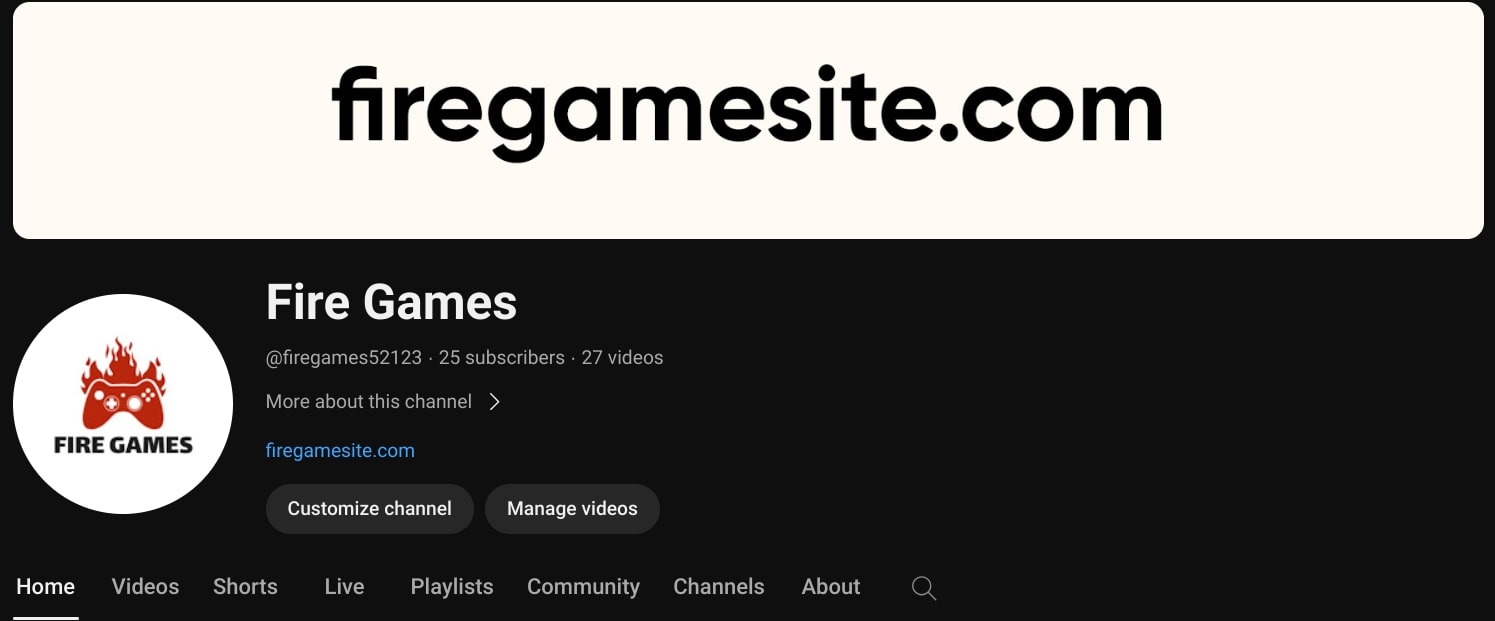 firegamesite.com
Fire Games
@firegames52123 · 25 subscribers · 27 videos
More about this channel
firegamesite.com
FIRE GAMES
Customize channel Manage videos
Home Videos Shorts Live Playlists Community Channels About